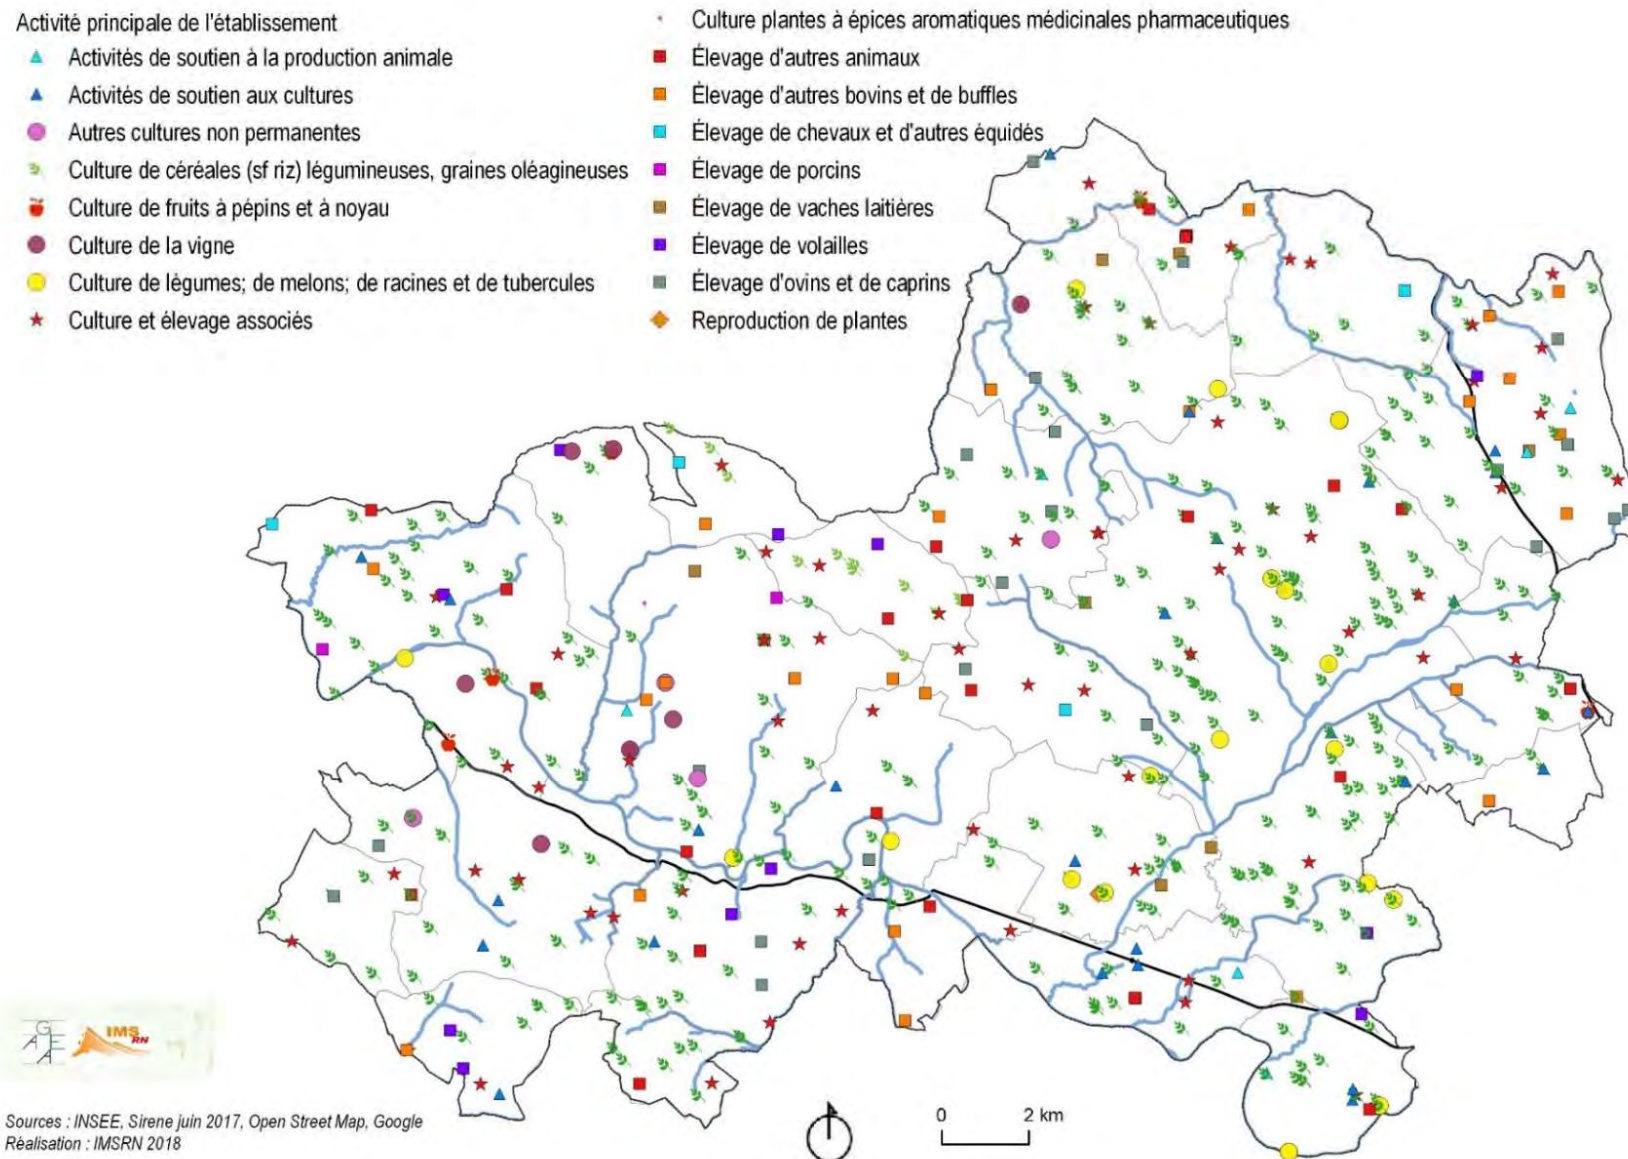 Activité principale de l'établissement
Activités de soutien à la production animale
Activités de soutien aux cultures
Autres cultures non permanentes
Culture de céréales (sf riz) légumineuses, graines oléagineuses
Culture de fruits à pépins et à noyau
Culture de la vigne
Culture de légumes; de melons; de racines et de tubercules
Culture et élevage associés
Culture plantes à épices aromatiques médicinales pharmaceutiques
Élevage d'autres animaux
Élevage d'autres bovins et de buffles
Élevage de chevaux et d'autres équidés
Élevage de porcins
Élevage de vaches laitières
Élevage de volailles
Élevage d'ovins et de caprins
Reproduction de plantes
IMS
RN
Sources : INSEE, Sirene juin 2017, Open Street Map, Google
Réalisation : IMSRN 2018
0 2 km